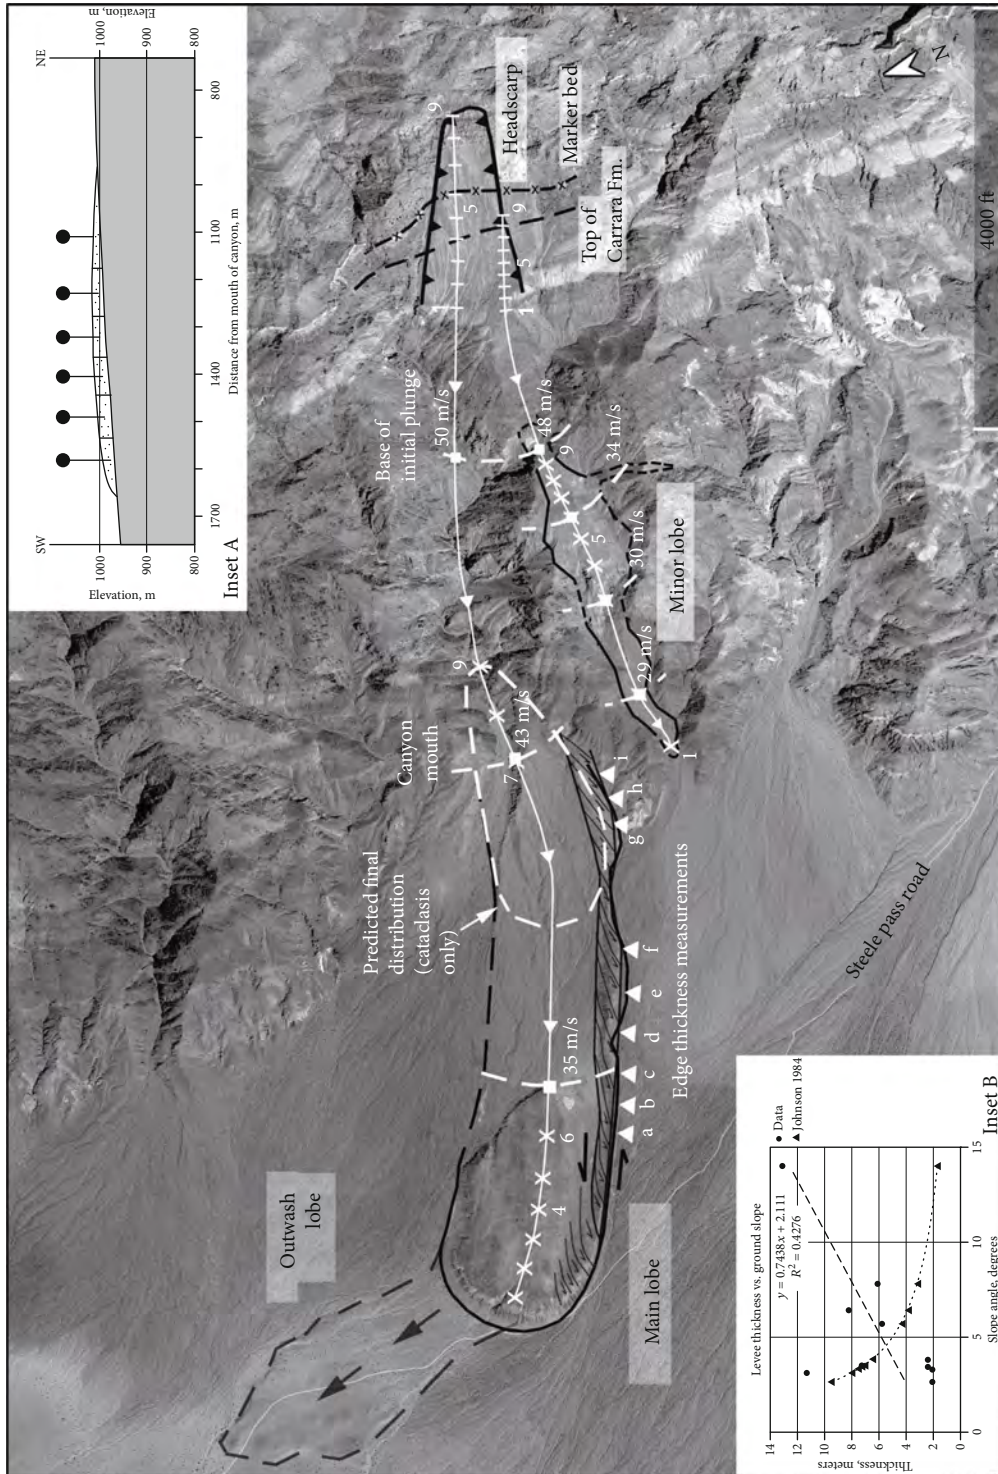 SW
NE
1000
900
800
Elevation, m
1000
900
800
Elevation, m
1700
1400
1100
800
Distance from mouth of canyon, m
Inset A
Outwash
lobe
Predicted final
distribution
(cataclasis
only)
Canyon
mouth
Base of
initial plunge
50 m/s
1
5
9
Headscarp
Marker bed
Top of
Carrara Fm.
1
5
9
48 m/s
9
34 m/s
5
30 m/s
29 m/s
1
Minor lobe
9
43 m/s
7
35 m/s
6
4
Main lobe
a
b
c
d
e
f
g
h
i
Edge thickness measurements
Steele pass road
N
4000 ft
Levee thickness vs. ground slope
y = 0.7438x + 2.111
R² = 0.4276
Data
Johnson 1984
14
12
10
8
6
4
2
0
Thickness, meters
0
5
10
15
Slope angle, degrees
Inset B